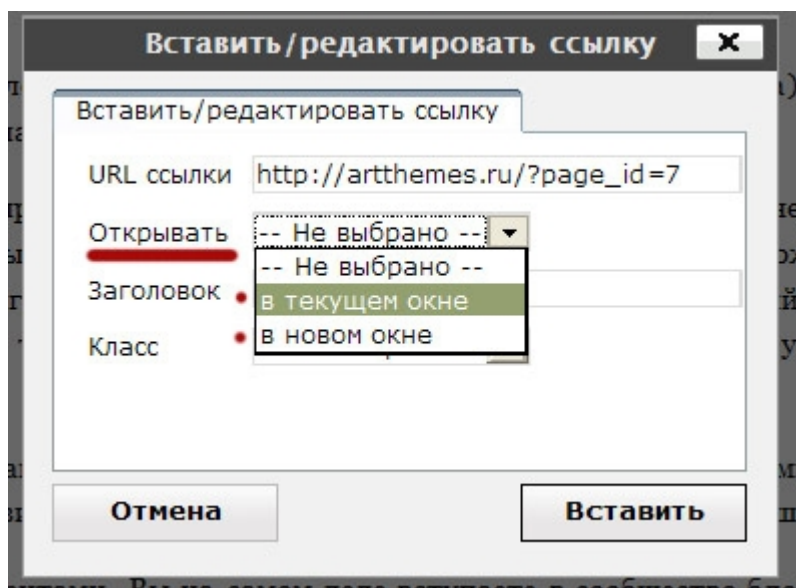 Вставить/редактировать ссылку
Вставить/редактировать ссылку
URL ссылки http://artthemes.ru/?page_id=7
Открывать -- Не выбрано --
-- Не выбрано --
Заголовок в текущем окне
Класс в новом окне
Отмена Вставить